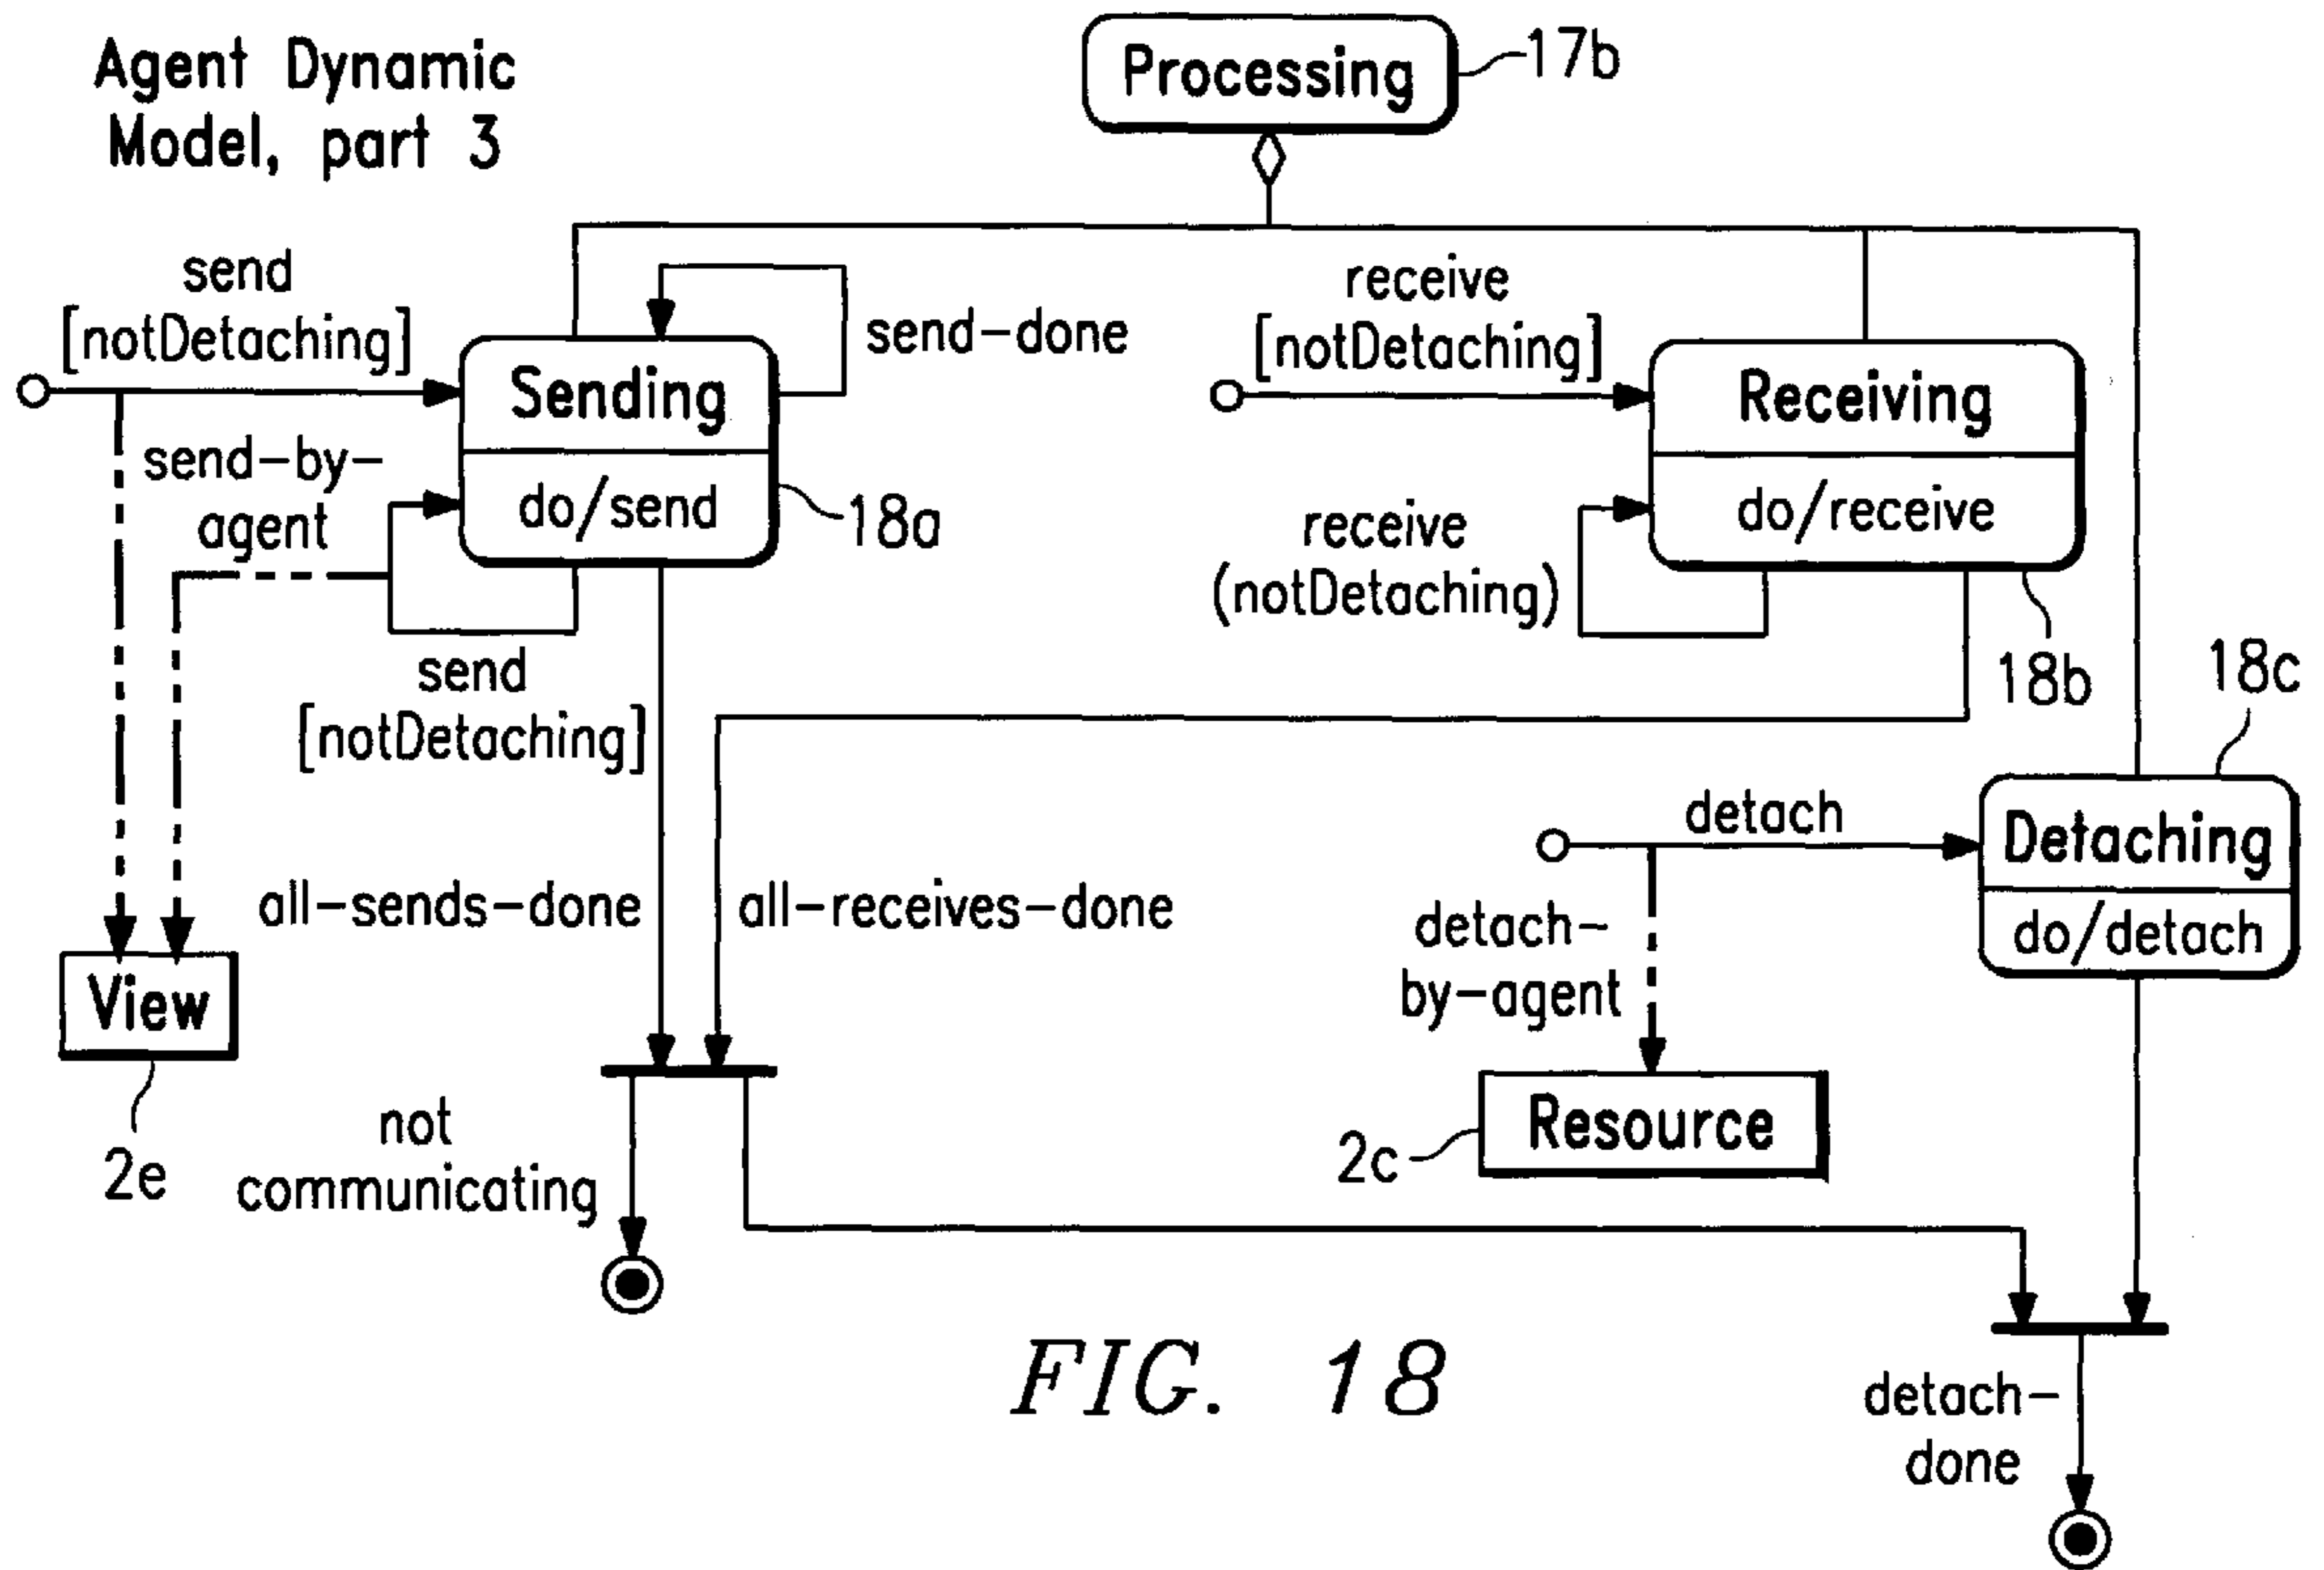 Agent Dynamic
Model, part 3
Processing
17b
send
[notDetaching]
send-done
receive
[notDetaching]
Sending
do/send
18a
send-by-
agent
Receiving
do/receive
18b
receive
(notDetaching)
send
[notDetaching]
18c
detach
Detaching
do/detach
all-sends-done
all-receives-done
detach-
by-agent
View
2e
Resource
2c
not
communicating
detach-
done
FIG. 18